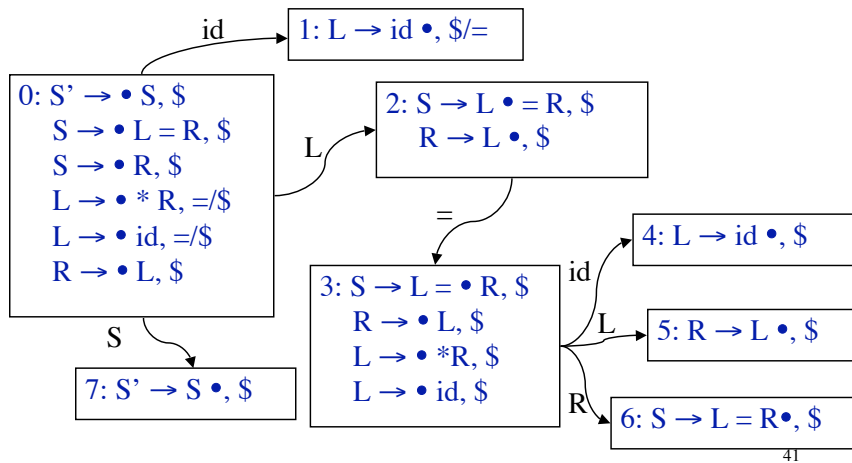 id
1: L → id •, $/=
0: S’ → • S, $
S → • L = R, $
S → • R, $
L → • * R, =/$
L → • id, =/$
R → • L, $
L
2: S → L • = R, $
R → L •, $
=
3: S → L = • R, $
R → • L, $
L → • *R, $
L → • id, $
id
4: L → id •, $
L
5: R → L •, $
R
6: S → L = R•, $
S
7: S’ → S •, $
41